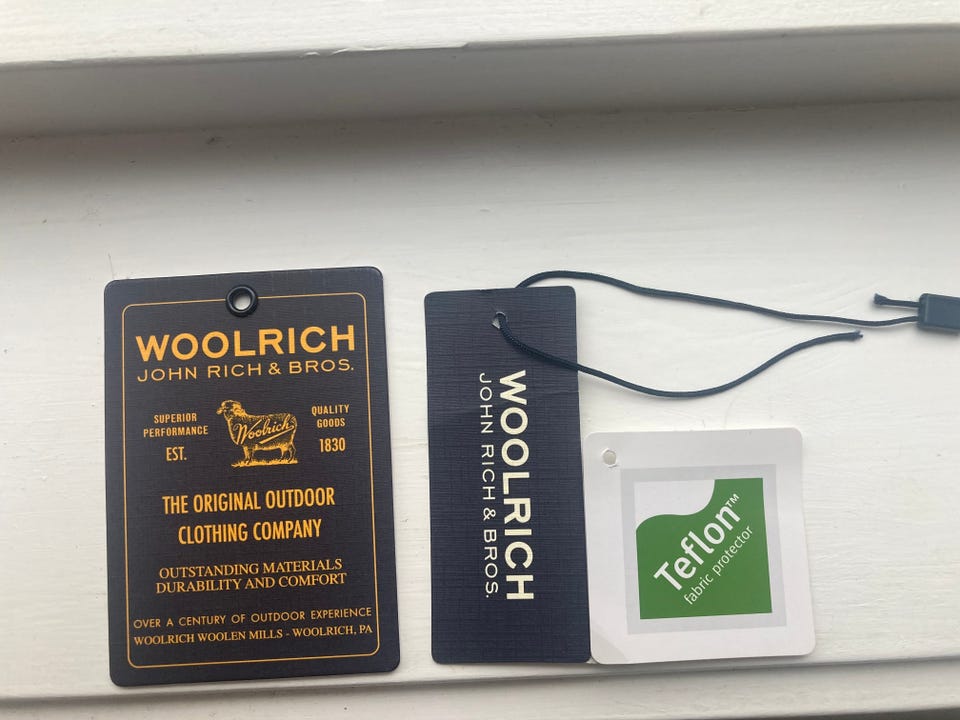 WOOLRICH
JOHN RICH & BROS.
SUPERIOR
PERFORMANCE
EST.
Woolrich
QUALITY
GOODS
1830
THE ORIGINAL OUTDOOR
CLOTHING COMPANY
OUTSTANDING MATERIALS
DURABILITY AND COMFORT
OVER A CENTURY OF OUTDOOR EXPERIENCE
WOOLRICH WOOLEN MILLS - WOOLRICH, PA
WOOLRICH
JOHN RICH & BROS.
Teflon™
fabric protector